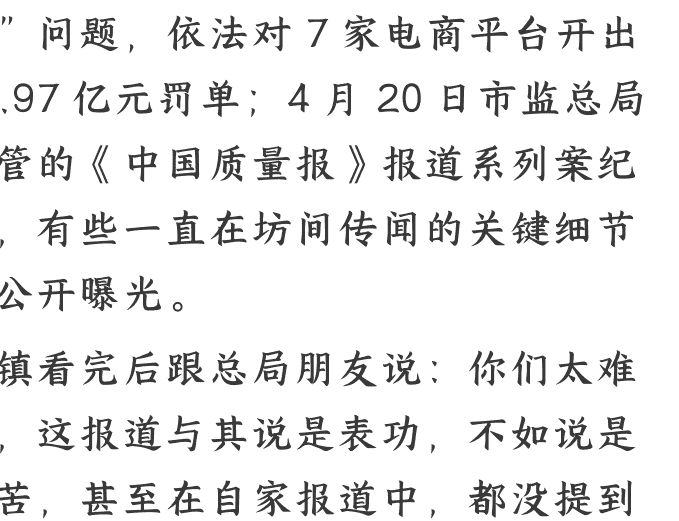 ”问题，依法对 7 家电商平台开出
.97 亿元罚单；4 月 20 日市监总局
管的《中国质量报》报道系列案纪
，有些一直在坊间传闻的关键细节
公开曝光。
镇看完后跟总局朋友说：你们太难
，这报道与其说是表功，不如说是
苦，甚至在自家报道中，都没提到